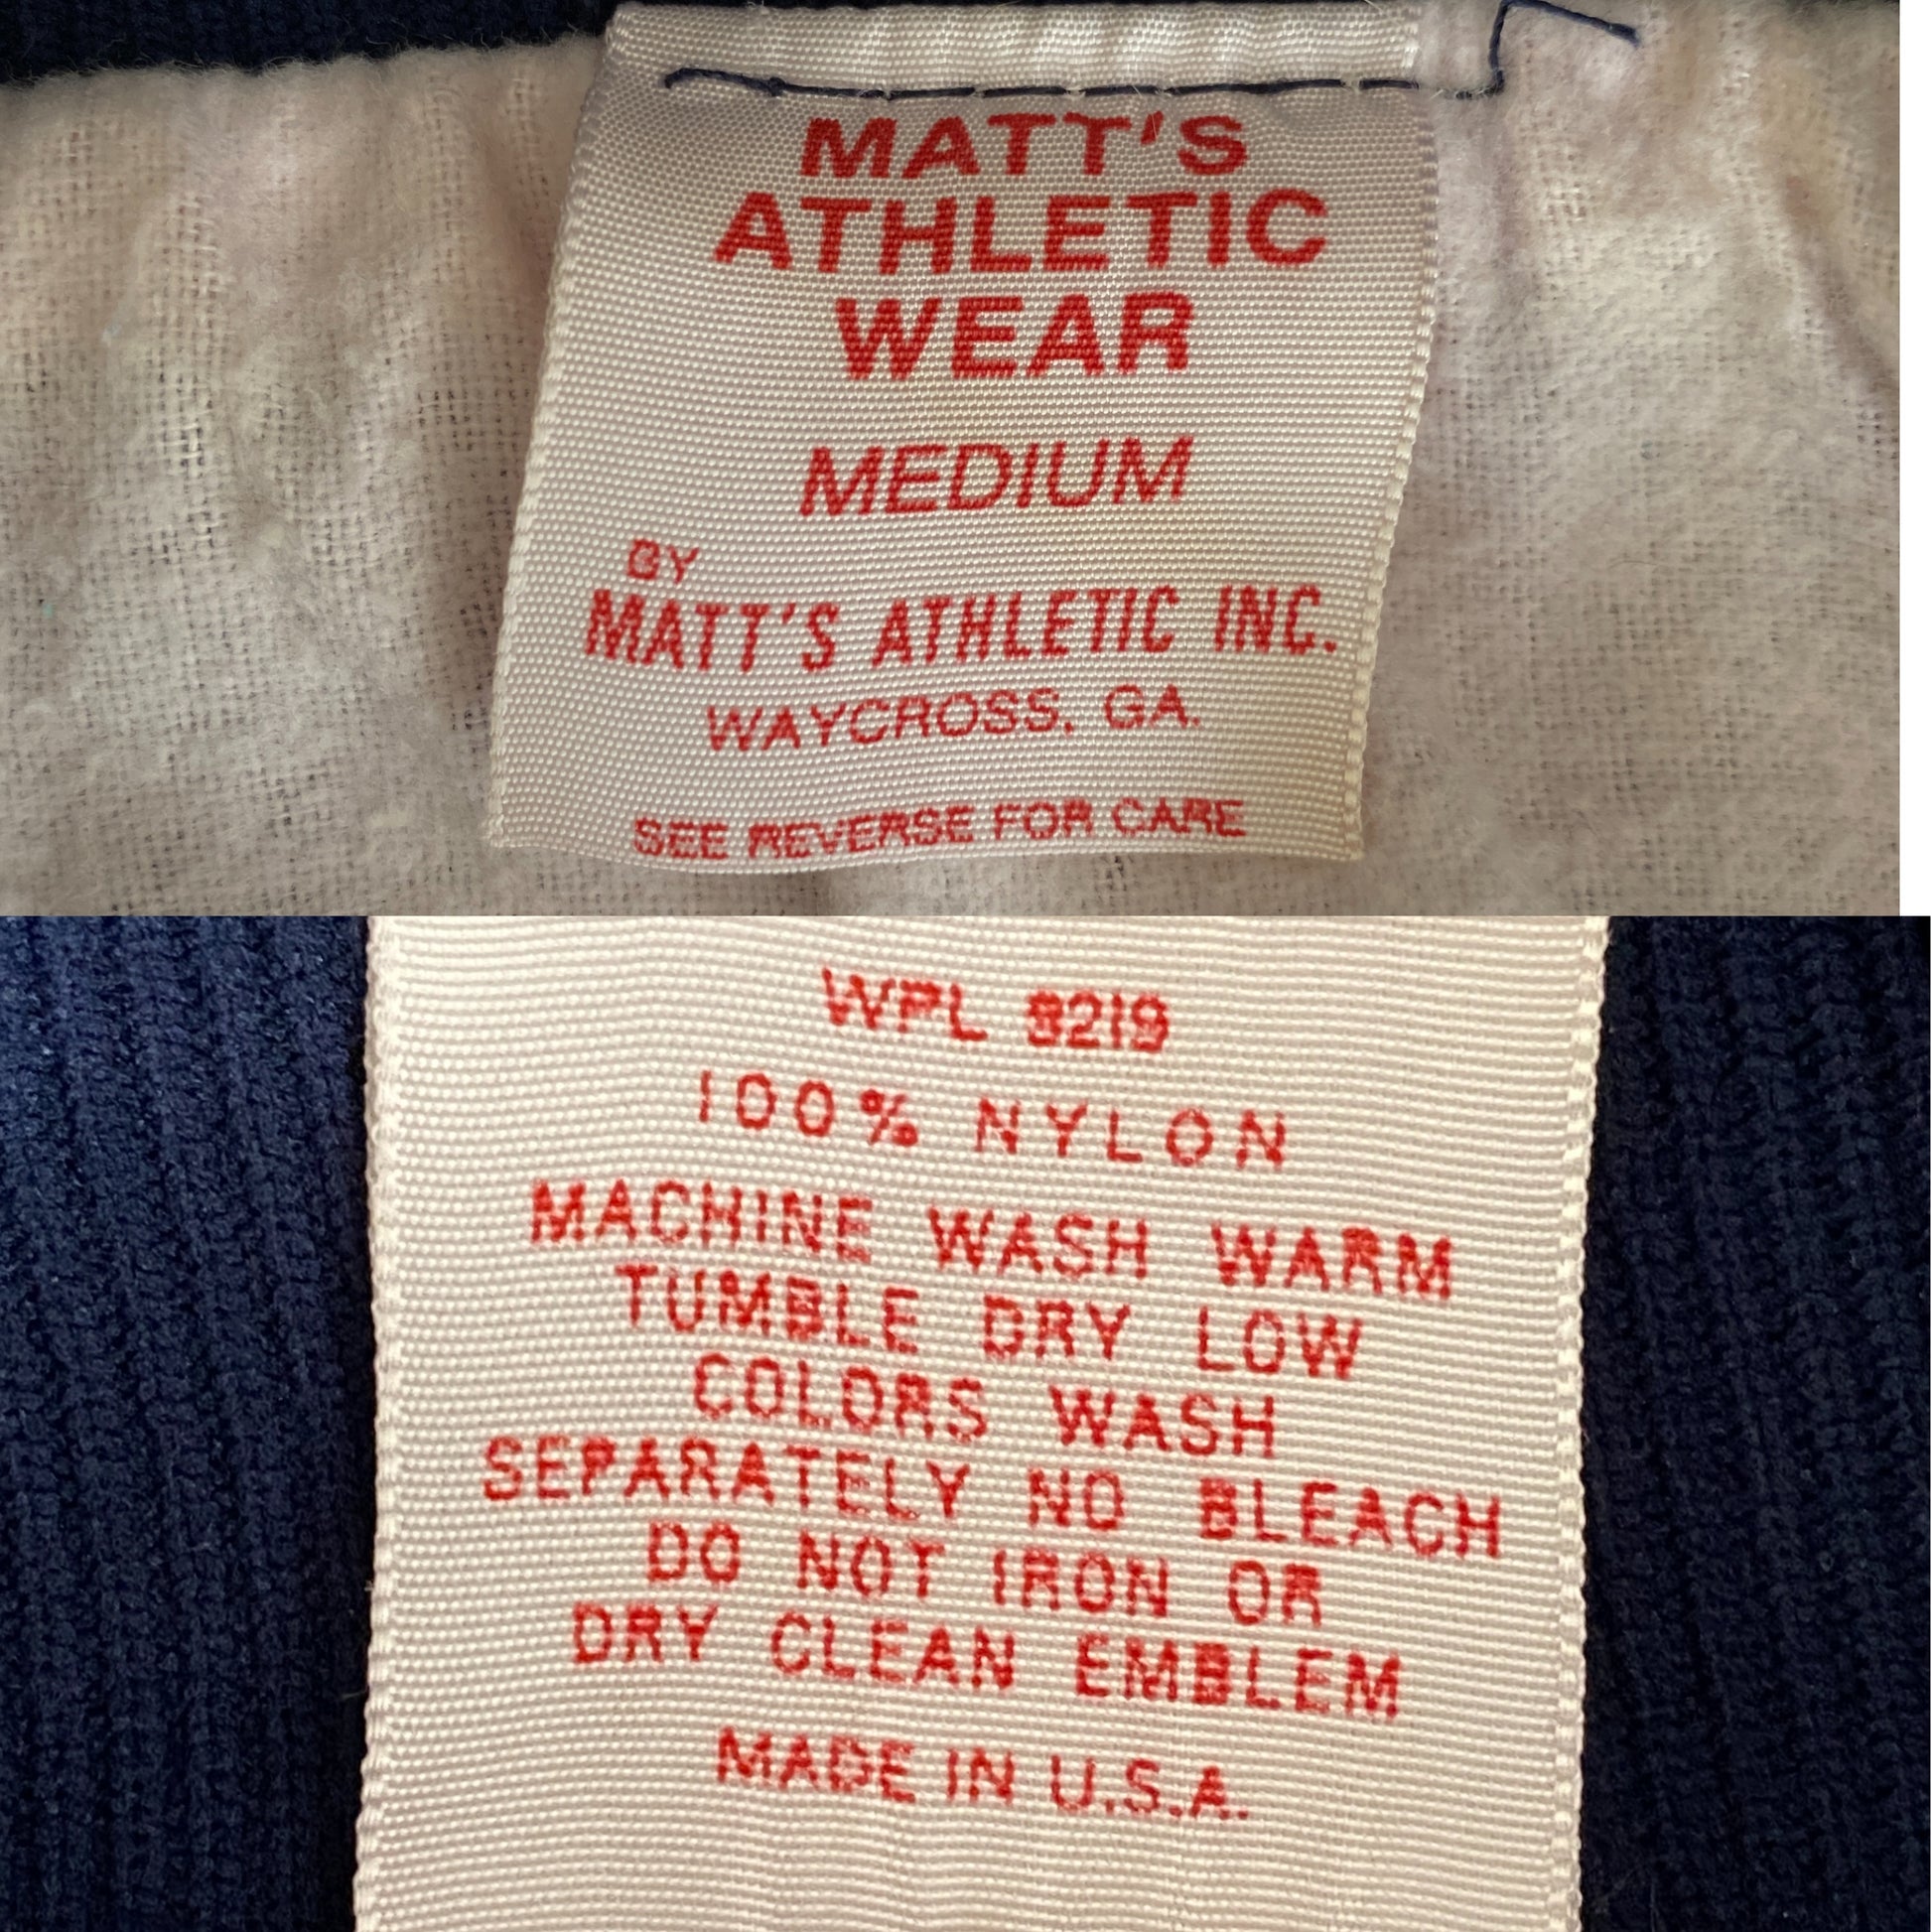 MATT'S
ATHLETIC
WEAR
MEDIUM
BY
MATT'S ATHLETIC INC.
WAYCROSS, GA.
SEE REVERSE FOR CARE
WPL 8219
100% NYLON
MACHINE WASH WARM
TUMBLE DRY LOW
COLORS WASH
SEPARATELY NO BLEACH
DO NOT IRON OR
DRY CLEAN EMBLEM
MADE IN U.S.A.